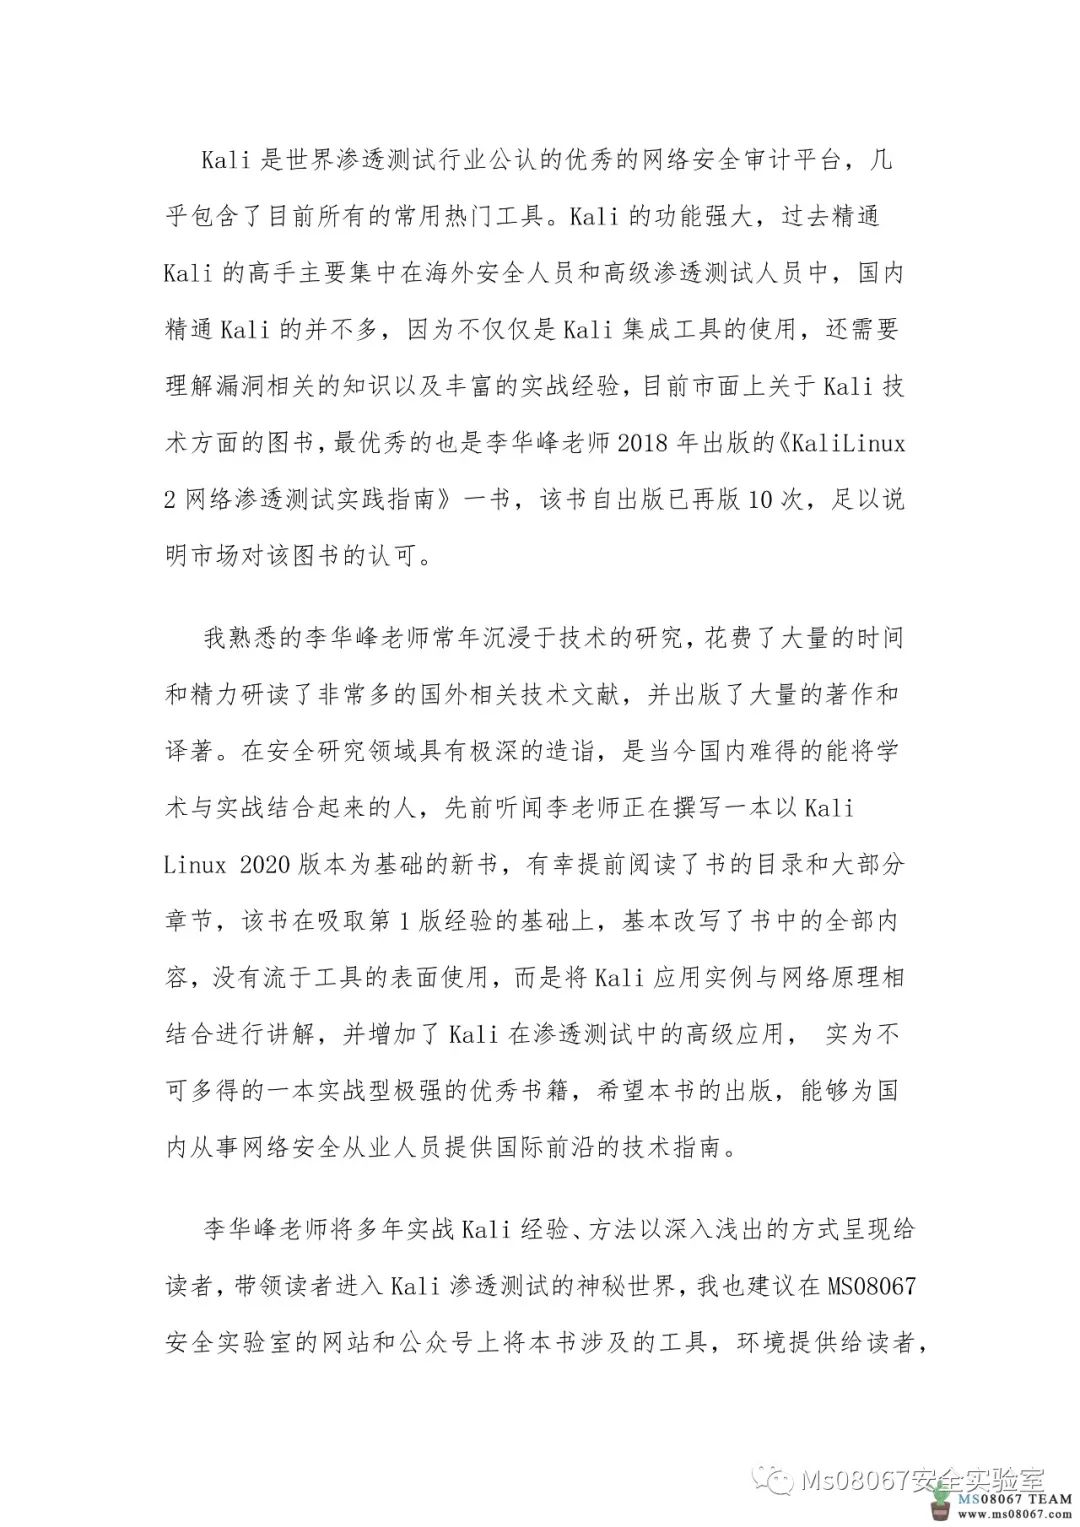 Kali 是世界渗透测试行业公认的优秀的网络安全审计平台，几
乎包含了目前所有的常用热门工具。Kali 的功能强大，过去精通
Kali 的高手主要集中在海外安全人员和高级渗透测试人员中，国内
精通 Kali 的并不多，因为不仅仅是 Kali 集成工具的使用，还需要
理解漏洞相关的知识以及丰富的实战经验，目前市面上关于 Kali 技
术方面的图书，最优秀的也是李华峰老师 2018 年出版的《KaliLinux
2 网络渗透测试实践指南》一书，该书自出版已再版 10 次，足以说
明市场对该图书的认可。
我熟悉的李华峰老师常年沉浸于技术的研究，花费了大量的时间
和精力研读了非常多的国外相关技术文献，并出版了大量的著作和
译著。在安全研究领域具有极深的造诣，是当今国内难得的能将学
术与实战结合起来的人，先前听闻李老师正在撰写一本以 Kali
Linux 2020 版本为基础的新书，有幸提前阅读了书的目录和大部分
章节，该书在吸取第 1 版经验的基础上，基本改写了书中的全部内
容，没有流于工具的表面使用，而是将 Kali 应用实例与网络原理相
结合进行讲解，并增加了 Kali 在渗透测试中的高级应用， 实为不
可多得的一本实战型极强的优秀书籍，希望本书的出版，能够为国
内从事网络安全从业人员提供国际前沿的技术指南。
李华峰老师将多年实战 Kali 经验、方法以深入浅出的方式呈现给
读者，带领读者进入 Kali 渗透测试的神秘世界，我也建议在 MS08067
安全实验室的网站和公众号上将本书涉及的工具，环境提供给读者，
Ms08067安全实验室
MS08067 TEAM
www.ms08067.com